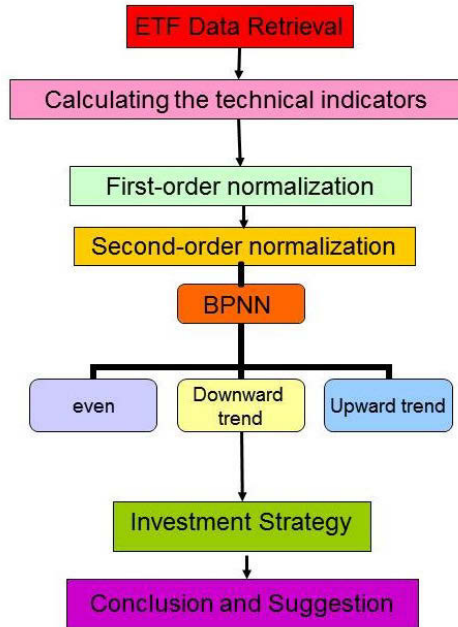 ETF Data Retrieval
Calculating the technical indicators
First-order normalization
Second-order normalization
BPNN
even
Downward
trend
Upward trend
Investment Strategy
Conclusion and Suggestion